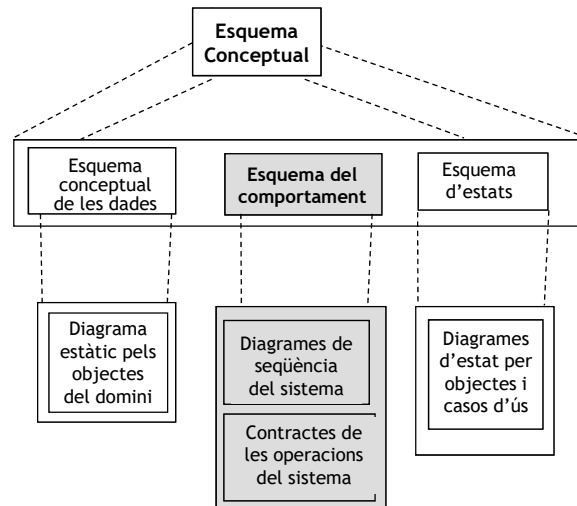 Esquema
Conceptual
Esquema
conceptual
de les dades
Esquema del
comportament
Esquema
d'estats
Diagrama
estàtic pels
objectes
del domini
Diagrames de
seqüència
del sistema
Contractes de
les operacions
del sistema
Diagrames
d'estat per
objectes i
casos d'ús